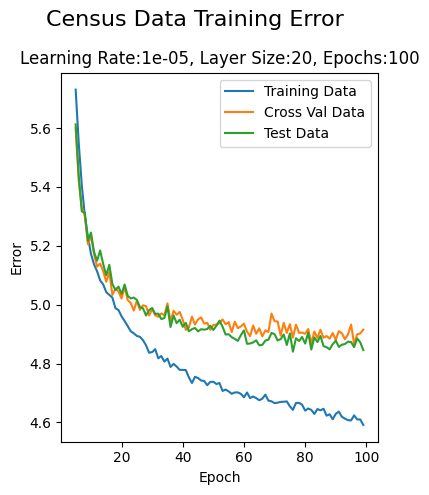 Census Data Training Error
Learning Rate:1e-05, Layer Size:20, Epochs:100
Training Data
Cross Val Data
Test Data
5.6
5.4
5.2
5.0
4.8
4.6
Error
20
40
60
80
100
Epoch